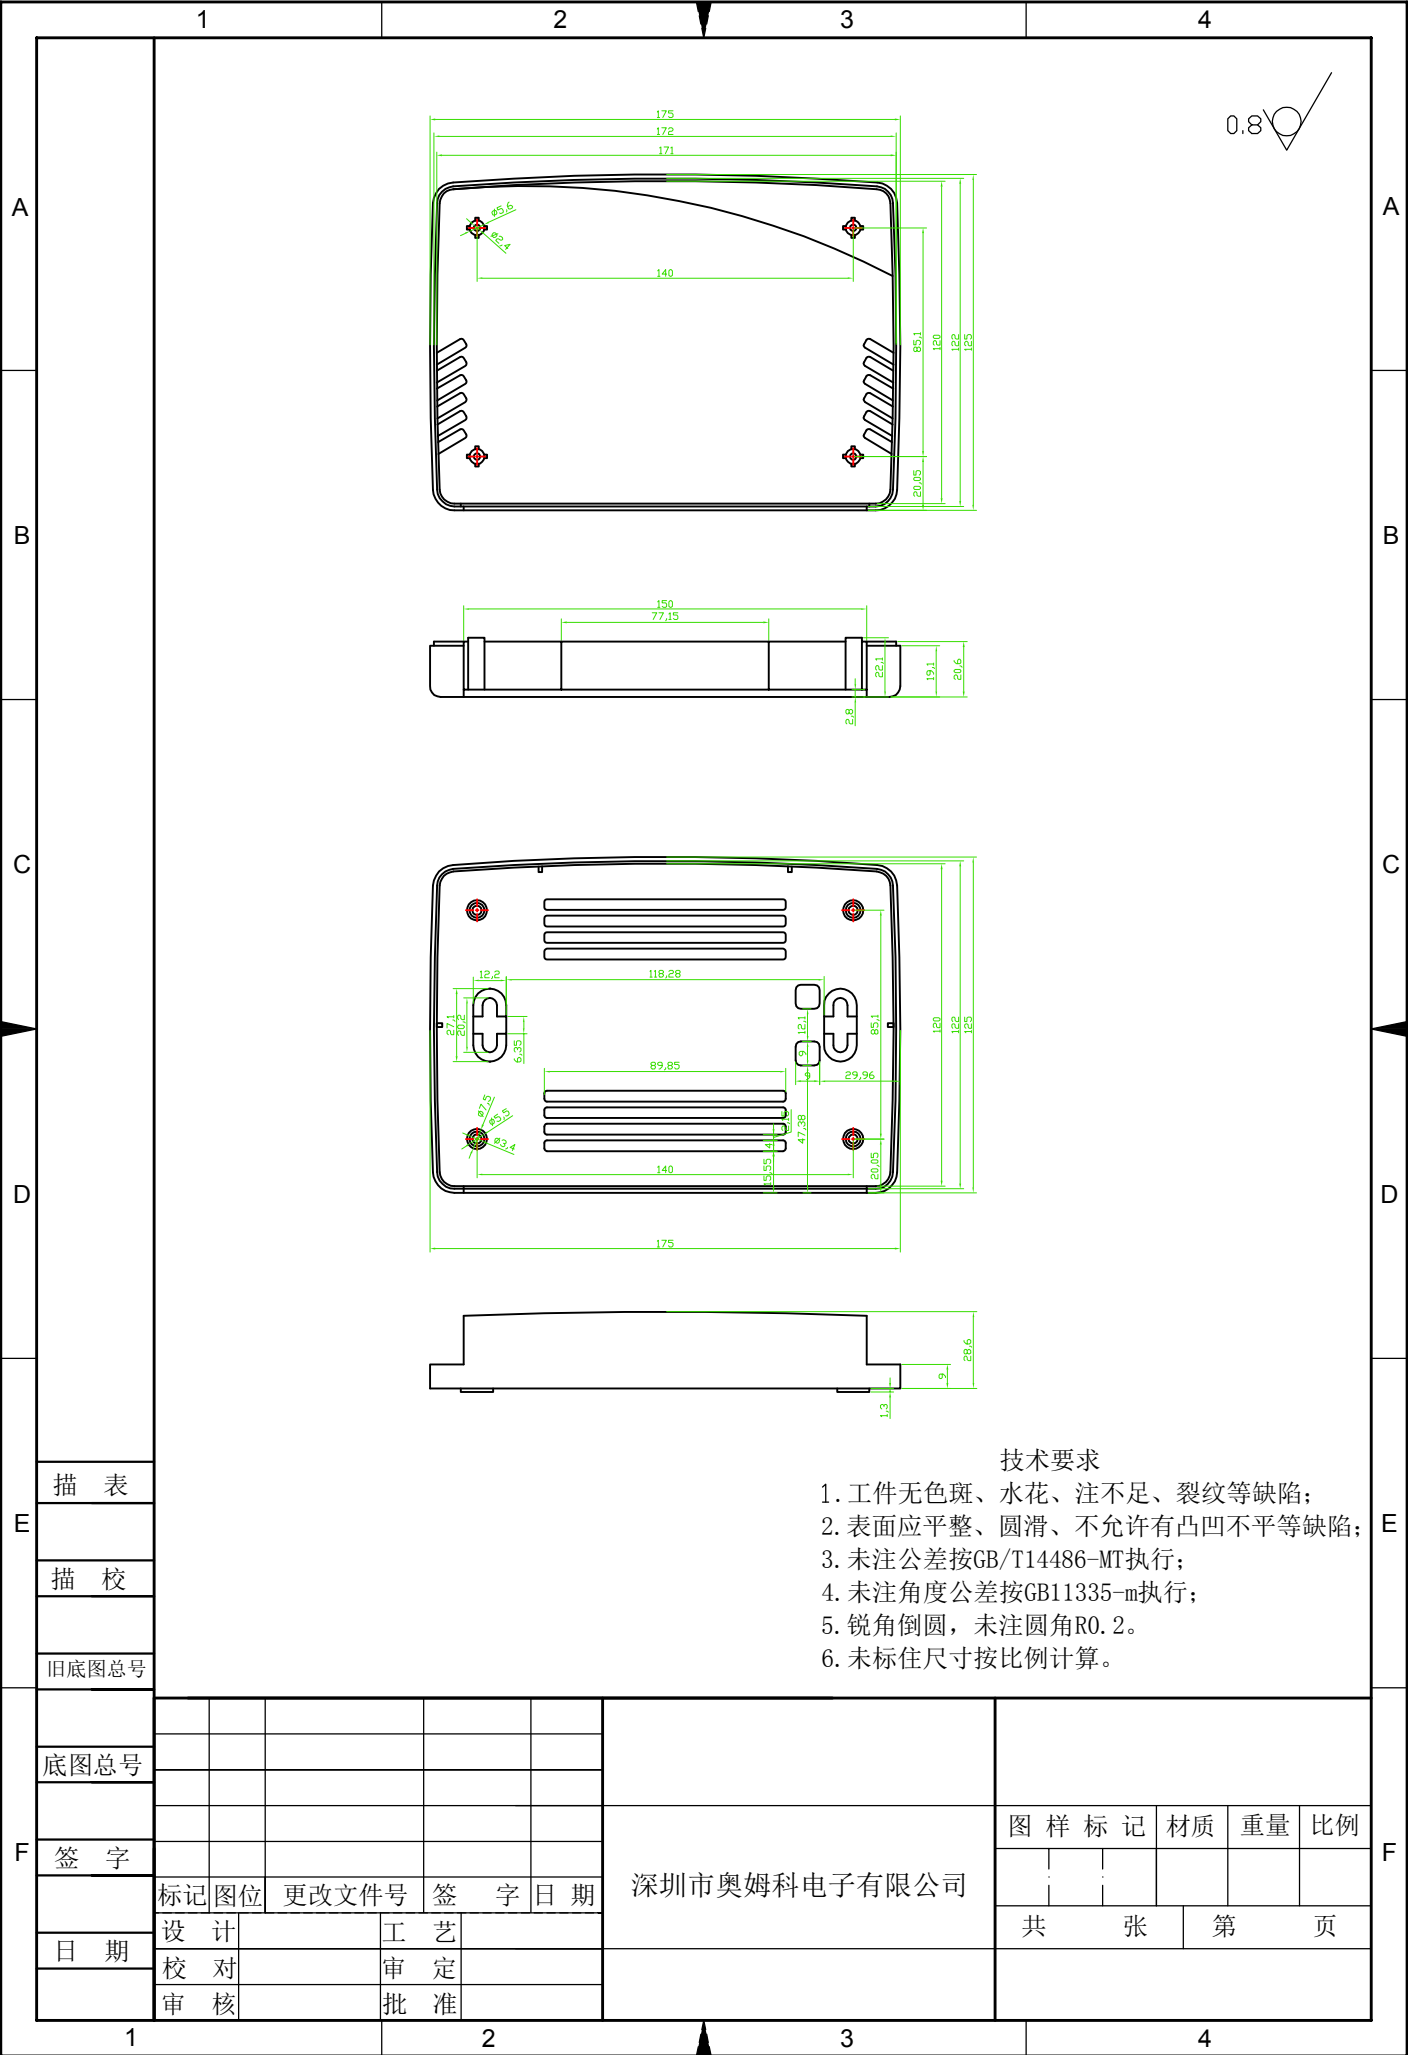 1 2 3 4
0.8
175
172
171
A A
ø5,6
ø2,4
140
85,1
120
122
125
20,05
B B
150
77,15
22,1
19,1
20,6
2,8
C C
12,2
118,28
27,1
20,2
6,35
12,1
9
9
29,96
85,1
120
122
125
89,85
ø7,5
ø5,5
ø3,4
47,38
4
15,55
140
20,05
D D
175
28,6
9
1,3
技术要求
1.工件无色斑、水花、注不足、裂纹等缺陷;
2.表面应平整、圆滑、不允许有凸凹不平等缺陷;
3.未注公差按GB/T14486-MT执行;
4.未注角度公差按GB11335-m执行;
5.锐角倒圆，未注圆角R0.2。
6.未标住尺寸按比例计算。
E E
描 表
描 校
旧底图总号
底图总号
签 字
日 期
F F
标记 图位 更改文件号 签 字 日 期
设 计 工 艺
校 对 审 定
审 核 批 准
深圳市奥姆科电子有限公司
图 样 标 记 材质 重量 比例
共 张 第 页
1 2 3 4